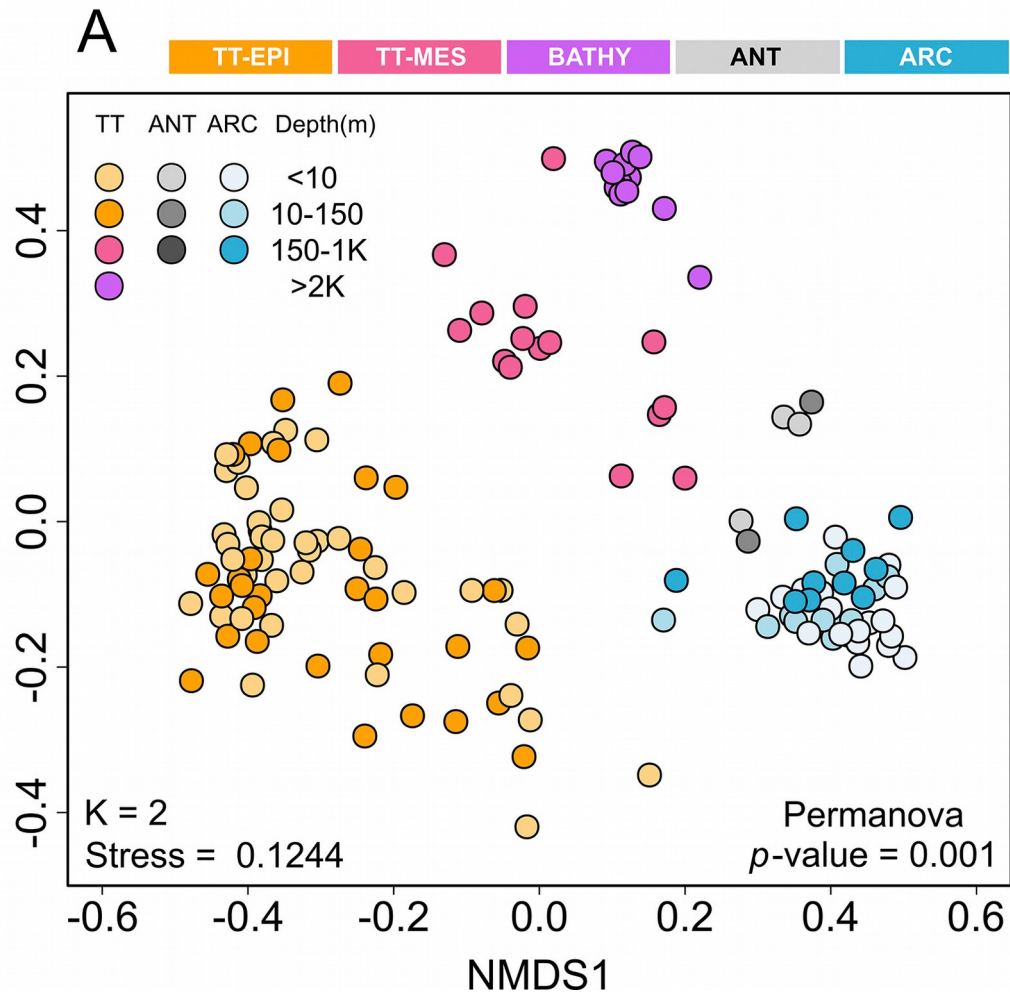 A
TT-EPI TT-MES BATHY ANT ARC
TT ANT ARC Depth(m)
<10
10-150
150-1K
>2K
0.4
0.2
0.0
-0.2
-0.4
K = 2
Stress = 0.1244
Permanova
p-value = 0.001
-0.6 -0.4 -0.2 0.0 0.2 0.4 0.6
NMDS1